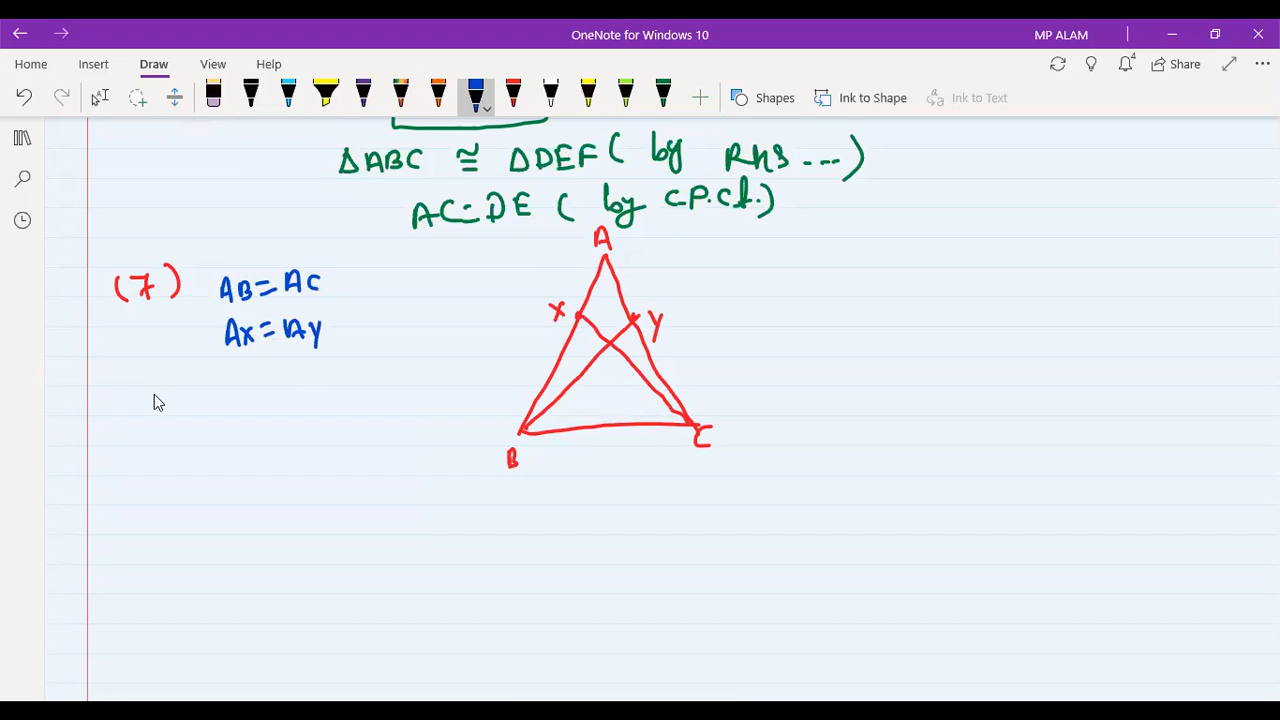 OneNote for Windows 10
MP ALAM
Home Insert Draw View Help
Share
Shapes
Ink to Shape
Ink to Text
ΔABC ≅ ΔDEF ( by RHS ...)
AC = DE ( by C.P.C.t.)
A
(7) AB = AC
X
Y
AX = AY
B
C